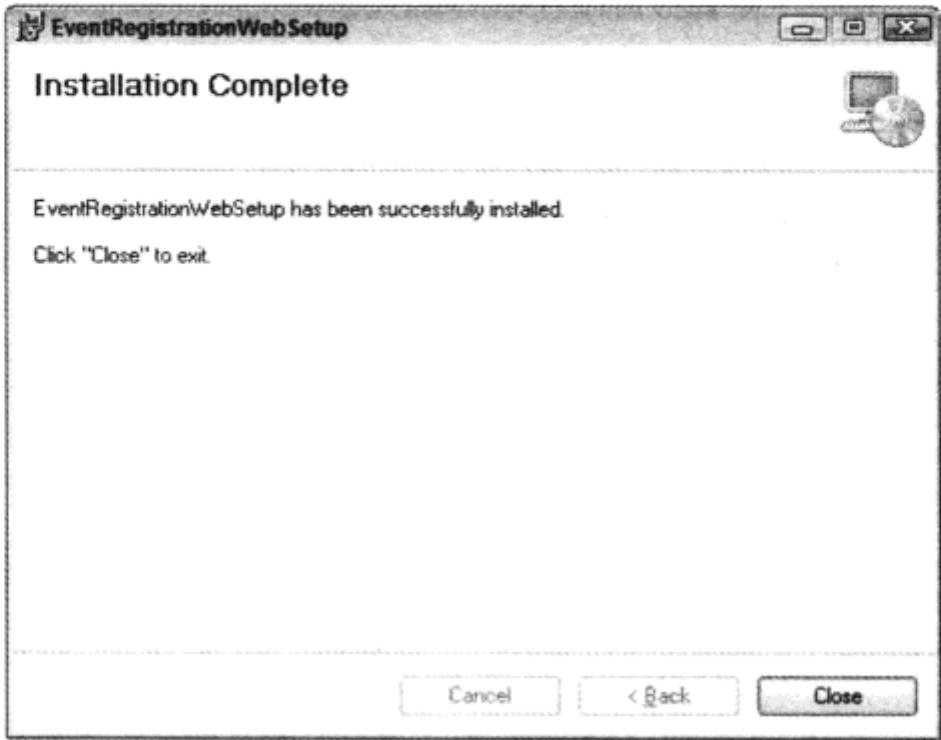 EventRegistrationWebSetup
Installation Complete
EventRegistrationWebSetup has been successfully installed.
Click "Close" to exit.
Cancel
< Back
Close